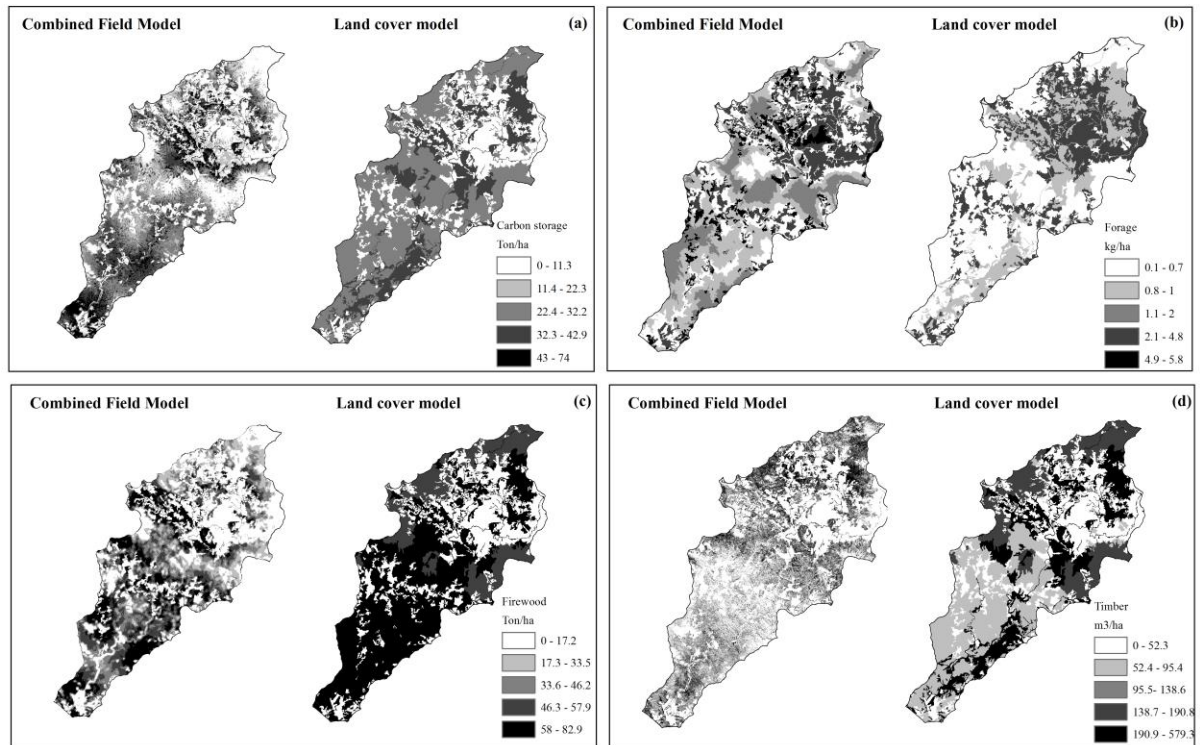 Combined Field Model
Land cover model
(a)
Carbon storage
Ton/ha
0 - 11.3
11.4 - 22.3
22.4 - 32.2
32.3 - 42.9
43 - 74
Combined Field Model
Land cover model
(b)
Forage
kg/ha
0.1 - 0.7
0.8 - 1
1.1 - 2
2.1 - 4.8
4.9 - 5.8
Combined Field Model
Land cover model
(c)
Firewood
Ton/ha
0 - 17.2
17.3 - 33.5
33.6 - 46.2
46.3 - 57.9
58 - 82.9
Combined Field Model
Land cover model
(d)
Timber
m3/ha
0 - 52.3
52.4 - 95.4
95.5- 138.6
138.7 - 190.8
190.9 - 579.3